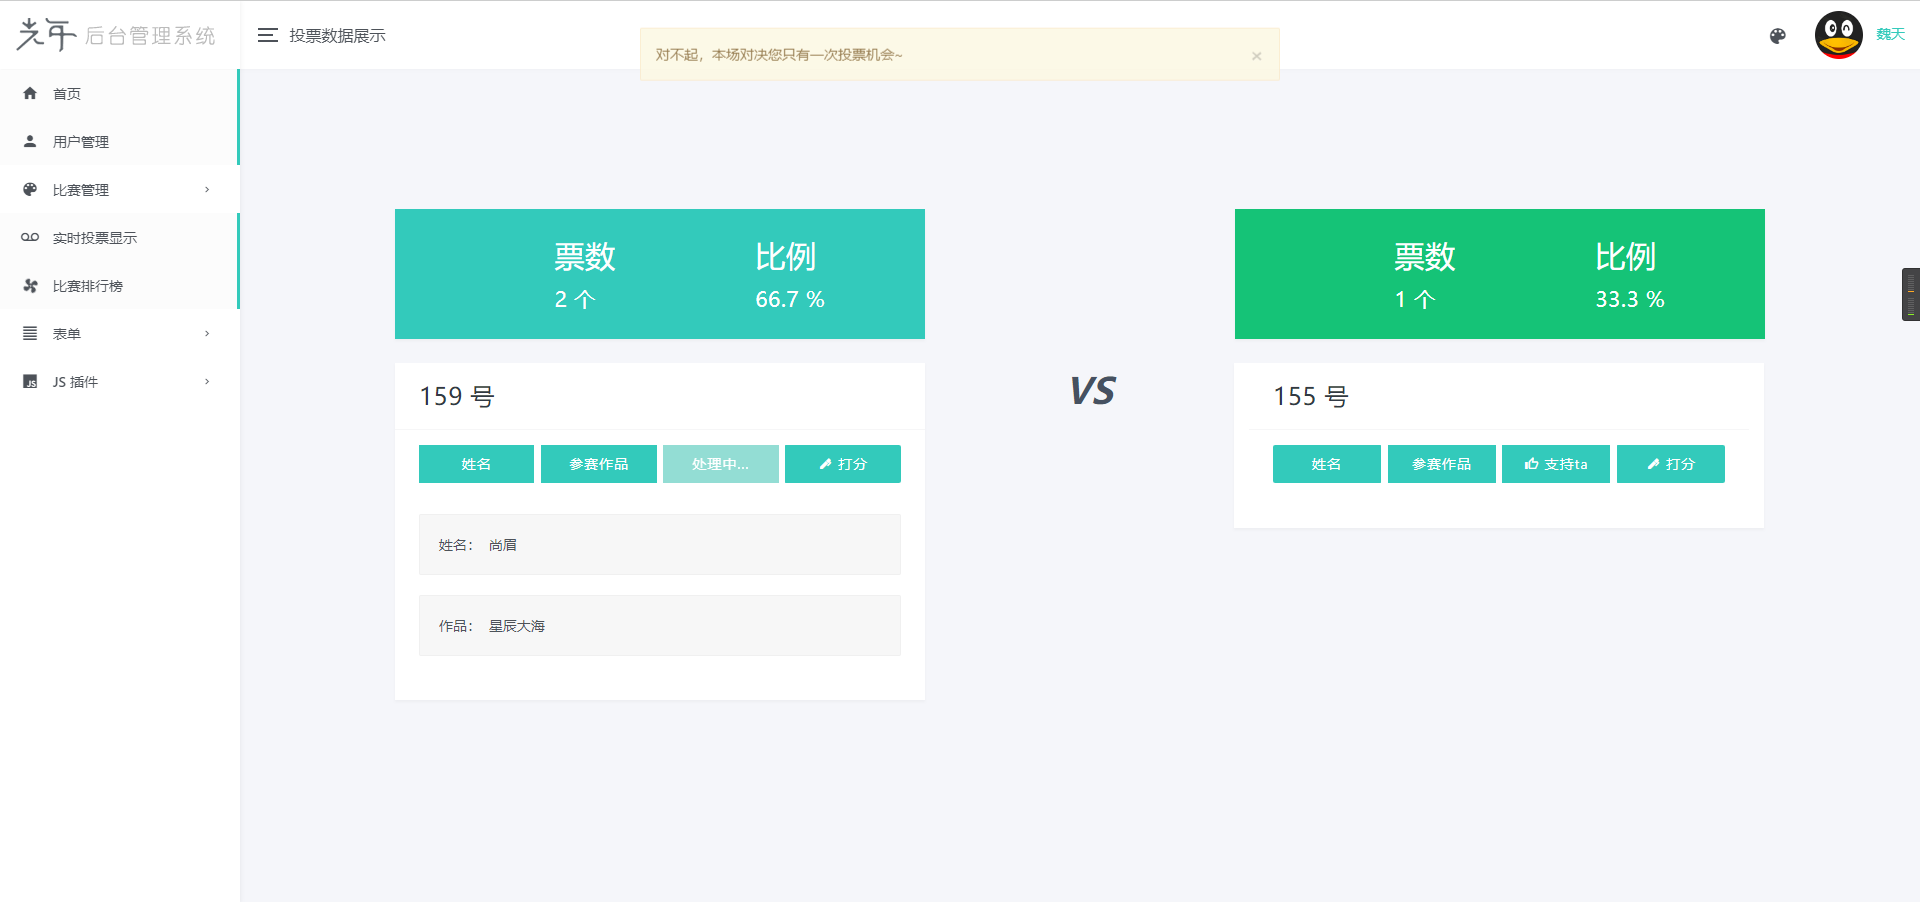 光年 后台管理系统
投票数据展示
对不起，本场对决您只有一次投票机会~
×
魏天
首页
用户管理
比赛管理
实时投票显示
比赛排行榜
表单
JS 插件
票数 比例
2 个 66.7 %
159 号
姓名 参赛作品 处理中... 打分
姓名： 尚眉
作品： 星辰大海
VS
票数 比例
1 个 33.3 %
155 号
姓名 参赛作品 支持ta 打分